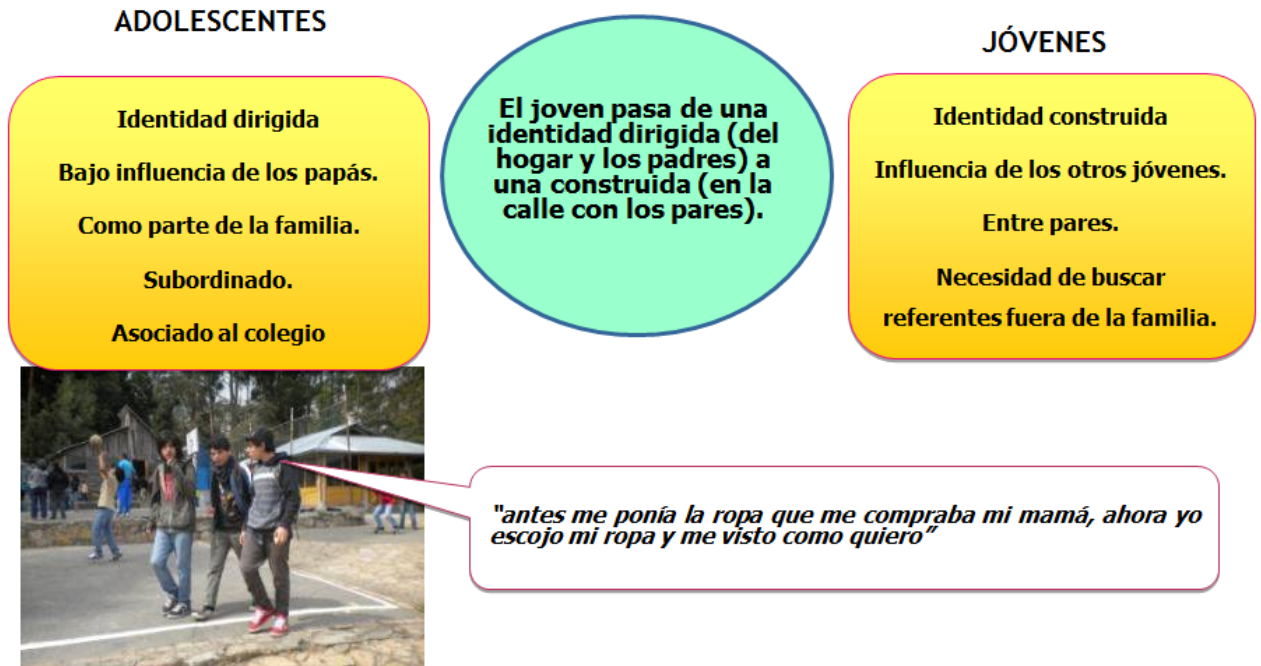 ADOLESCENTES
Identidad dirigida
Bajo influencia de los papás.
Como parte de la familia.
Subordinado.
Asociado al colegio
El joven pasa de una
identidad dirigida (del
hogar y los padres) a
una construida (en la
calle con los pares).
JÓVENES
Identidad construida
Influencia de los otros jóvenes.
Entre pares.
Necesidad de buscar
referentes fuera de la familia.
"antes me ponía la ropa que me compraba mi mamá, ahora yo
escojo mi ropa y me visto como quiero”